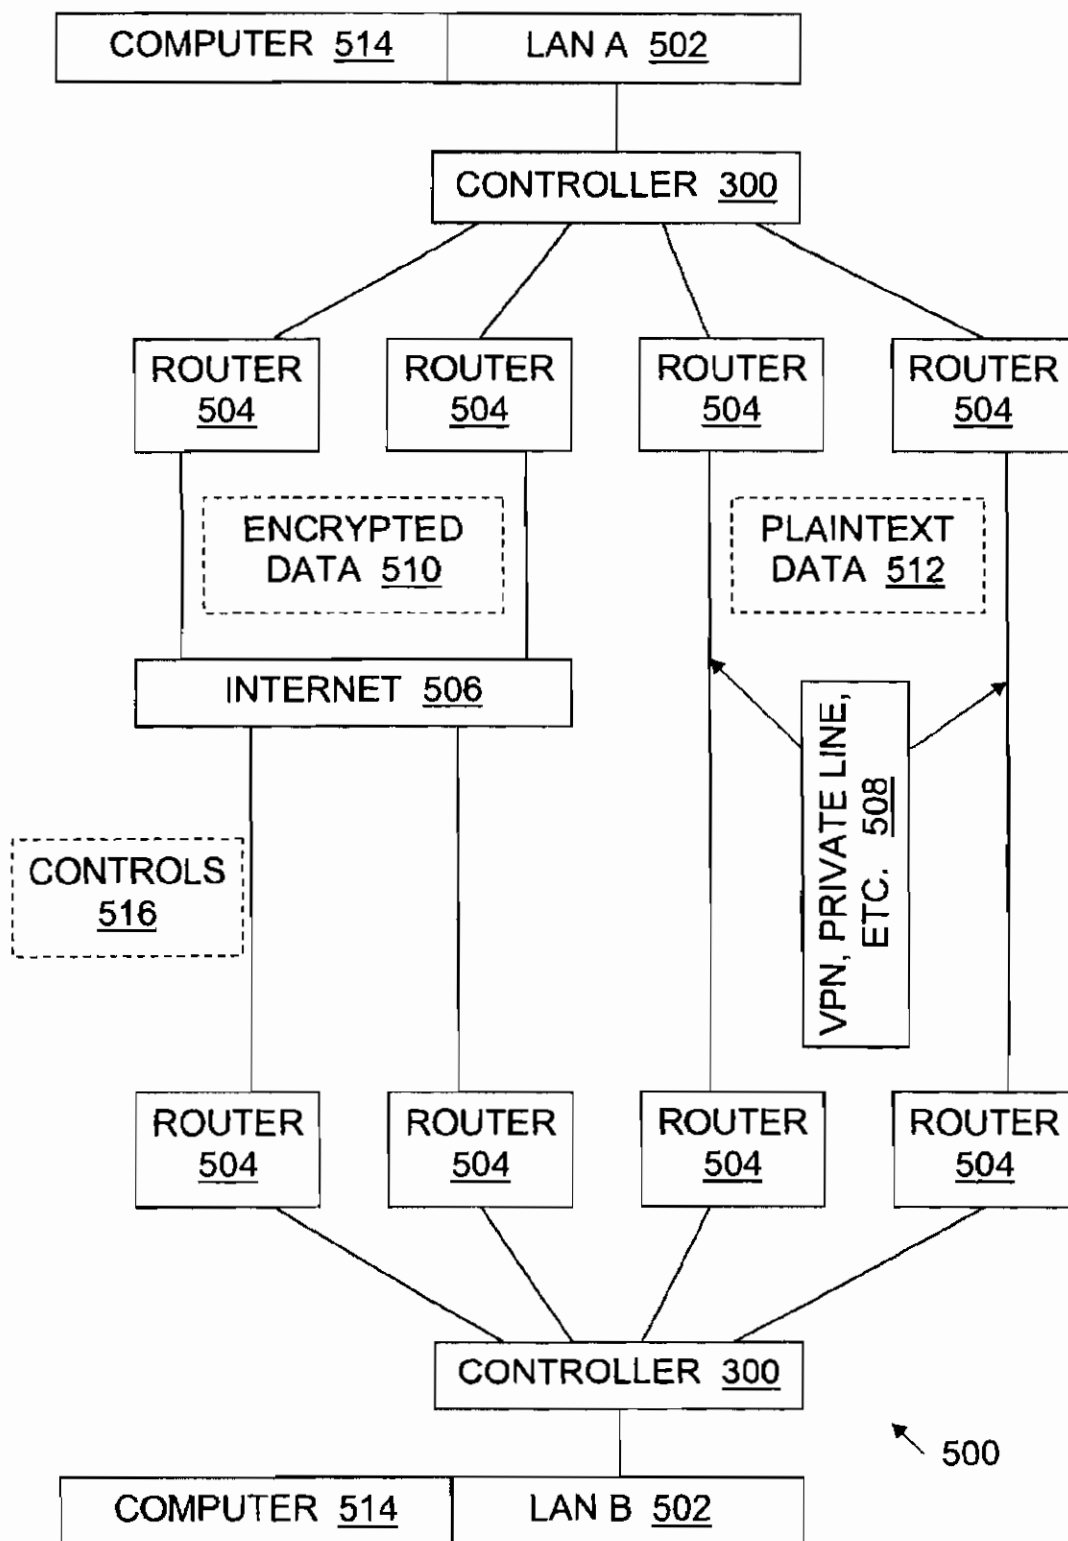 COMPUTER 514 LAN A 502
CONTROLLER 300
ROUTER ROUTER ROUTER ROUTER
504 504 504 504
ENCRYPTED
DATA 510
PLAINTEXT
DATA 512
INTERNET 506
VPN, PRIVATE LINE,
ETC. 508
CONTROLS
516
ROUTER ROUTER ROUTER ROUTER
504 504 504 504
CONTROLLER 300
500
COMPUTER 514 LAN B 502